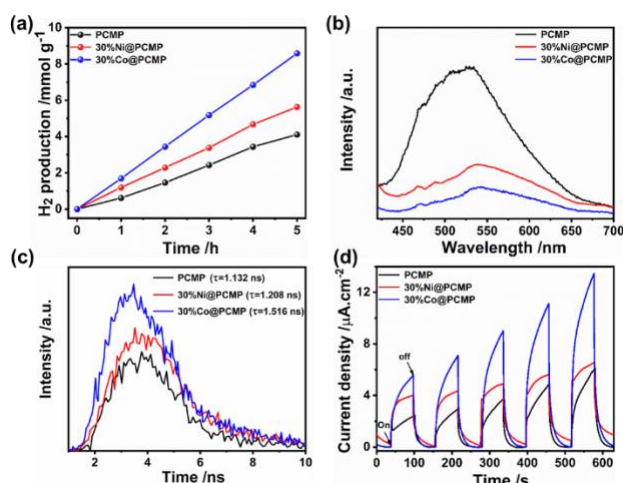 (a)
PCMP
30%Ni@PCMP
30%Co@PCMP
H2 production /mmol g-1
10
8
6
4
2
0
0 1 2 3 4 5
Time /h
(b)
PCMP
30%Ni@PCMP
30%Co@PCMP
Intensity /a.u.
450 500 550 600 650 700
Wavelength /nm
(c)
PCMP (τ=1.132 ns)
30%Ni@PCMP (τ=1.208 ns)
30%Co@PCMP (τ=1.516 ns)
Intensity /a.u.
2 4 6 8 10
Time /ns
(d)
PCMP
30%Ni@PCMP
30%Co@PCMP
Current density /μA.cm-2
12
8
4
0
off
On
0 100 200 300 400 500 600
Time /s